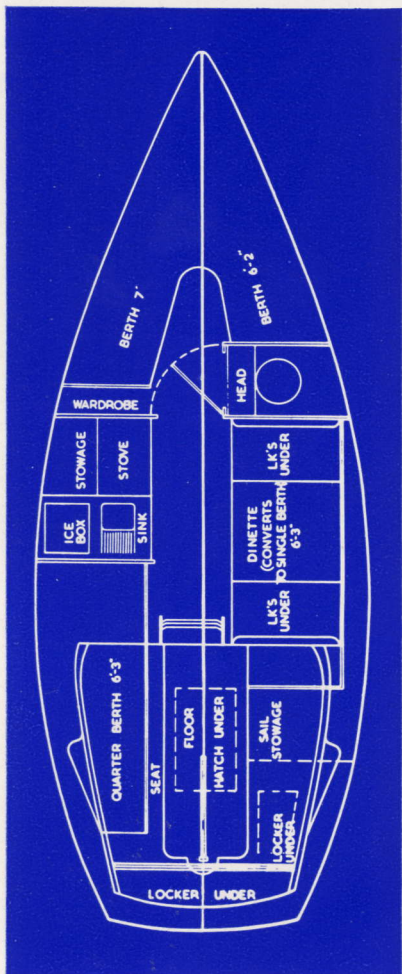 BERTH 7'
BERTH 6'-2"
WARDROBE
HEAD
STOWAGE
STOVE
LK'S
UNDER
ICE
BOX
SINK
DINETTE
(CONVERTS
TO SINGLE BERTH
6'-3"
LK'S
UNDER
QUARTER BERTH 6'-3"
SEAT
FLOOR
HATCH UNDER
SAIL
STOWAGE
LOCKER
UNDER
LOCKER UNDER